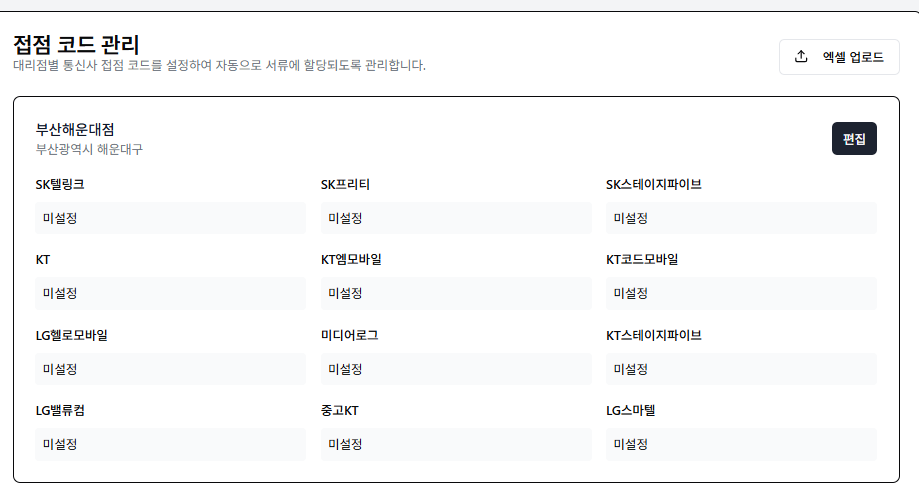 접점 코드 관리
대리점별 통신사 접점 코드를 설정하여 자동으로 서류에 할당되도록 관리합니다.
엑셀 업로드
부산해운대점
부산광역시 해운대구
편집
SK텔링크
SK프리티
SK스테이지파이브
미설정
미설정
미설정
KT
KT엠모바일
KT코드모바일
미설정
미설정
미설정
LG헬로모바일
미디어로그
KT스테이지파이브
미설정
미설정
미설정
LG밸류컴
중고KT
LG스마텔
미설정
미설정
미설정